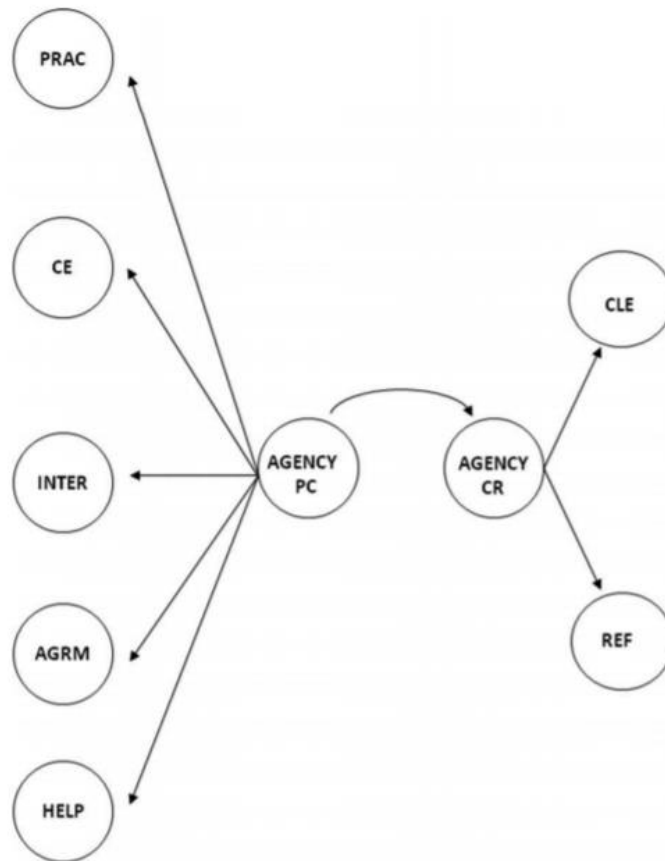 PRAC
CE
CLE
INTER
AGENCY
PC
AGENCY
CR
AGRM
REF
HELP